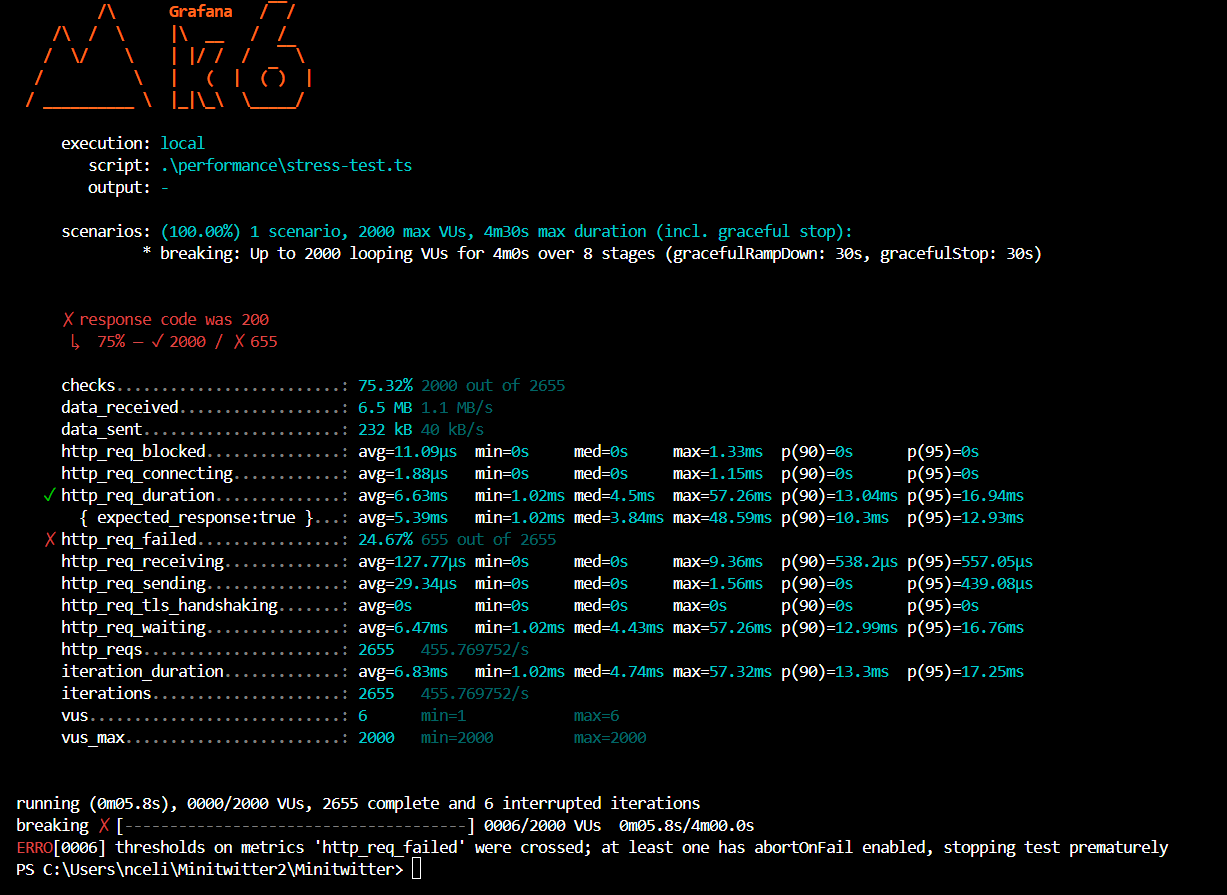 Grafana
execution: local
script: .\performance\stress-test.ts
output: -
scenarios: (100.00%) 1 scenario, 2000 max VUs, 4m30s max duration (incl. graceful stop):
* breaking: Up to 2000 looping VUs for 4m0s over 8 stages (gracefulRampDown: 30s, gracefulStop: 30s)
✗ response code was 200
↳ 75% — ✓ 2000 / ✗ 655
checks.........................: 75.32% 2000 out of 2655
data_received..................: 6.5 MB 1.1 MB/s
data_sent......................: 232 kB 40 kB/s
http_req_blocked...............: avg=11.09µs min=0s med=0s max=1.33ms p(90)=0s p(95)=0s
http_req_connecting............: avg=1.88µs min=0s med=0s max=1.15ms p(90)=0s p(95)=0s
✓ http_req_duration..............: avg=6.63ms min=1.02ms med=4.5ms max=57.26ms p(90)=13.04ms p(95)=16.94ms
{ expected_response:true }...: avg=5.39ms min=1.02ms med=3.84ms max=48.59ms p(90)=10.3ms p(95)=12.93ms
✗ http_req_failed................: 24.67% 655 out of 2655
http_req_receiving.............: avg=127.77µs min=0s med=0s max=9.36ms p(90)=538.2µs p(95)=557.05µs
http_req_sending...............: avg=29.34µs min=0s med=0s max=1.56ms p(90)=0s p(95)=439.08µs
http_req_tls_handshaking.......: avg=0s min=0s med=0s max=0s p(90)=0s p(95)=0s
http_req_waiting...............: avg=6.47ms min=1.02ms med=4.43ms max=57.26ms p(90)=12.99ms p(95)=16.76ms
http_reqs......................: 2655 455.769752/s
iteration_duration.............: avg=6.83ms min=1.02ms med=4.74ms max=57.32ms p(90)=13.3ms p(95)=17.25ms
iterations.....................: 2655 455.769752/s
vus............................: 6 min=1 max=6
vus_max........................: 2000 min=2000 max=2000
running (0m05.8s), 0000/2000 VUs, 2655 complete and 6 interrupted iterations
breaking ✗ [--------------------------------------] 0006/2000 VUs 0m05.8s/4m00.0s
ERRO[0006] thresholds on metrics 'http_req_failed' were crossed; at least one has abortOnFail enabled, stopping test prematurely
PS C:\Users\nceli\Minitwitter2\Minitwitter>